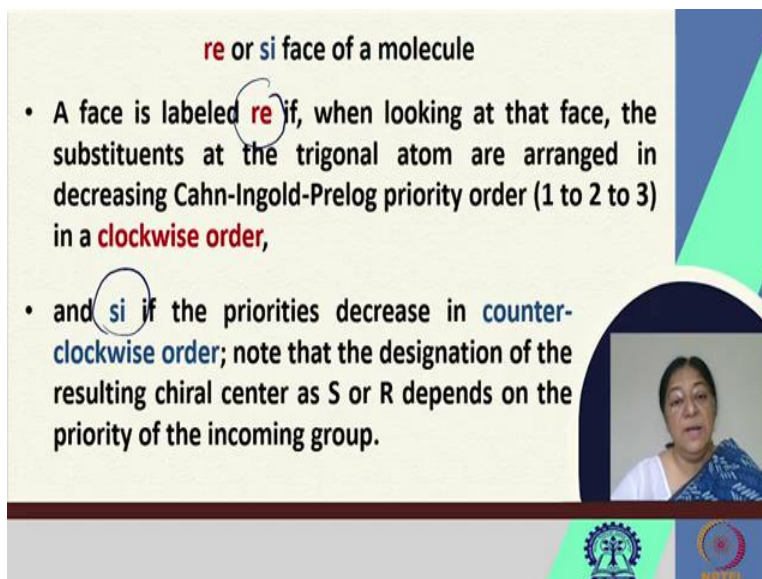 re or si face of a molecule
• A face is labeled re if, when looking at that face, the
substituents at the trigonal atom are arranged in
decreasing Cahn-Ingold-Prelog priority order (1 to 2 to 3)
in a clockwise order,
• and si if the priorities decrease in counter-
clockwise order; note that the designation of the
resulting chiral center as S or R depends on the
priority of the incoming group.
NPTEL